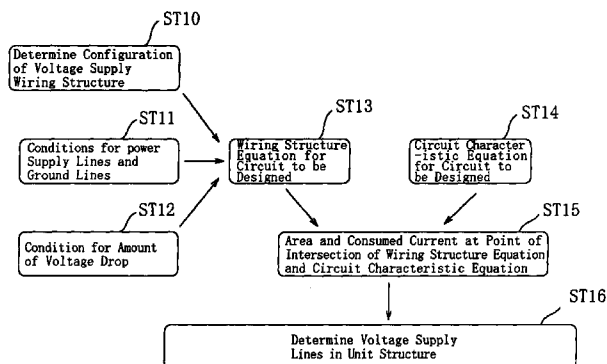 ST10
Determine Configuration
of Voltage Supply
Wiring Structure
ST11
Conditions for power
Supply Lines and
Ground Lines
ST12
Condition for Amount
of Voltage Drop
ST13
Wiring Structure
Equation for
Circuit to be
Designed
ST14
Circuit Character
-istic Equation
for Circuit to
be Designed
ST15
Area and Consumed Current at Point of
Intersection of Wiring Structure Equation
and Circuit Characteristic Equation
ST16
Determine Voltage Supply
Lines in Unit Structure